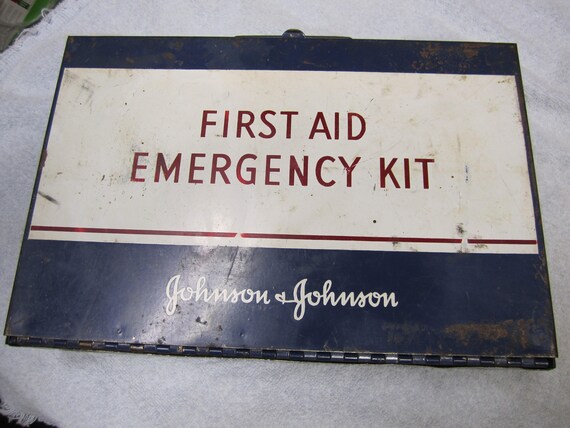 FIRST AID
EMERGENCY KIT
Johnson & Johnson